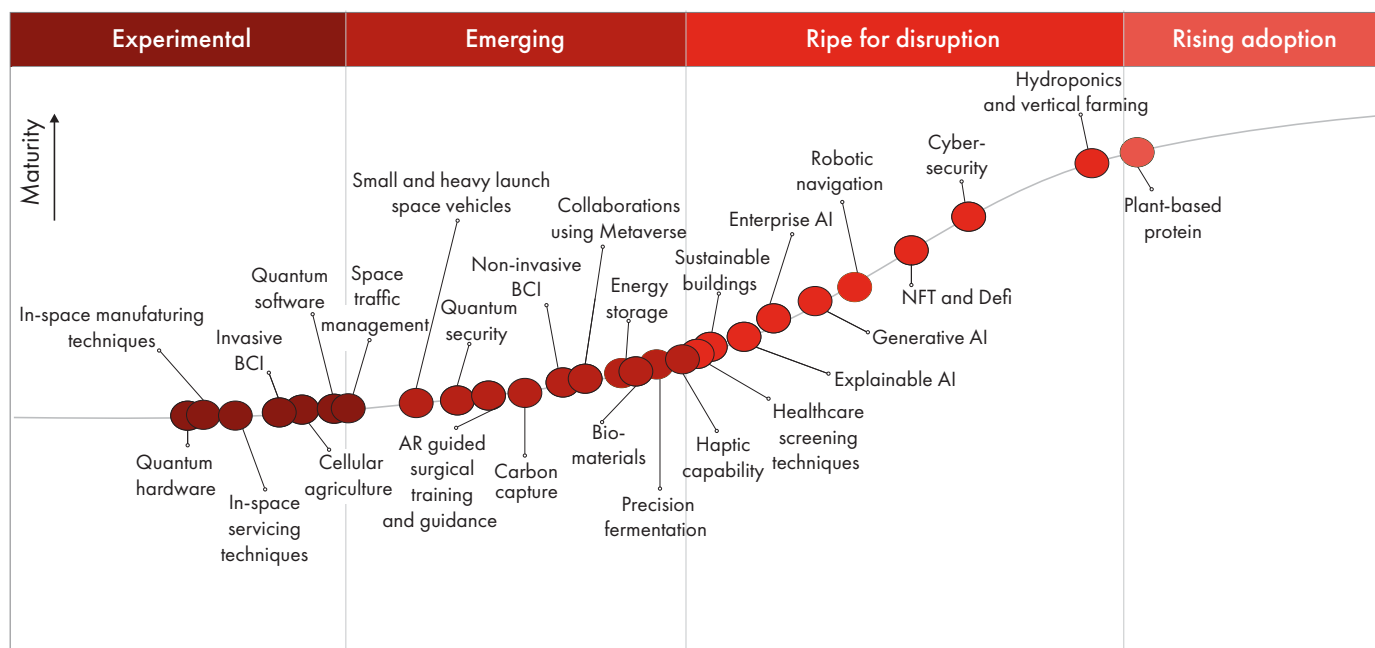 Experimental
Emerging
Ripe for disruption
Rising adoption
Maturity
Hydroponics
and vertical farming
Cyber-
security
Robotic
navigation
Small and heavy launch
space vehicles
Collaborations
using Metaverse
Plant-based
protein
Enterprise AI
Sustainable
buildings
Non-invasive
BCI
Quantum
software
Space
traffic
management
Energy
storage
Quantum
security
NFT and Defi
In-space manufaturing
techniques
Invasive
BCI
Generative AI
Explainable AI
Healthcare
screening
techniques
Haptic
capability
Bio-
materials
AR guided
surgical
training
and guidance
Carbon
capture
Cellular
agriculture
Quantum
hardware
In-space
servicing
techniques
Precision
fermentation